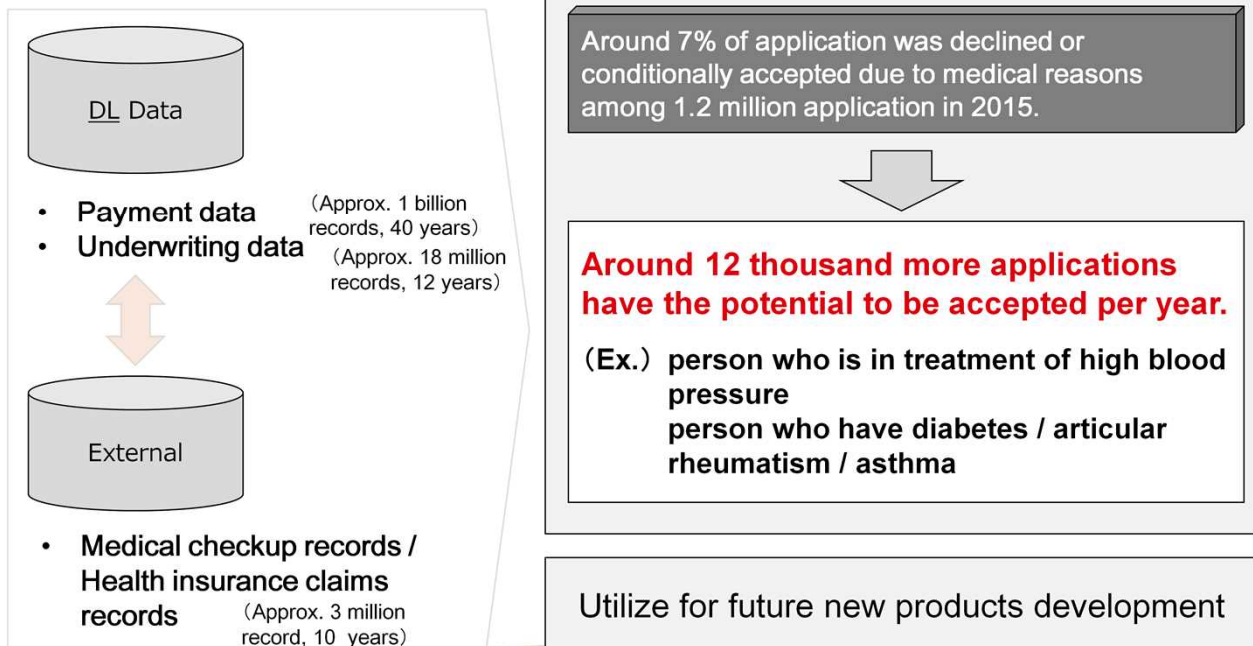 DL Data
• Payment data
（Approx. 1 billion
records, 40 years）
• Underwriting data
（Approx. 18 million
records, 12 years）
External
• Medical checkup records /
Health insurance claims
records
（Approx. 3 million
record, 10 years）
Around 7% of application was declined or
conditionally accepted due to medical reasons
among 1.2 million application in 2015.
Around 12 thousand more applications
have the potential to be accepted per year.
（Ex.） person who is in treatment of high blood
pressure
person who have diabetes / articular
rheumatism / asthma
Utilize for future new products development